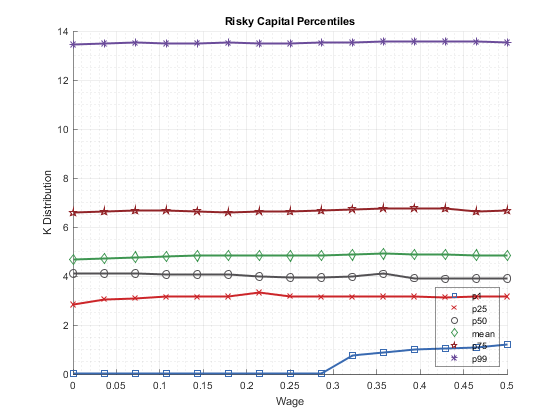 Risky Capital Percentiles
K Distribution
14
12
10
8
6
4
2
0
p1
p25
p50
mean
p75
p99
0 0.05 0.1 0.15 0.2 0.25 0.3 0.35 0.4 0.45 0.5
Wage